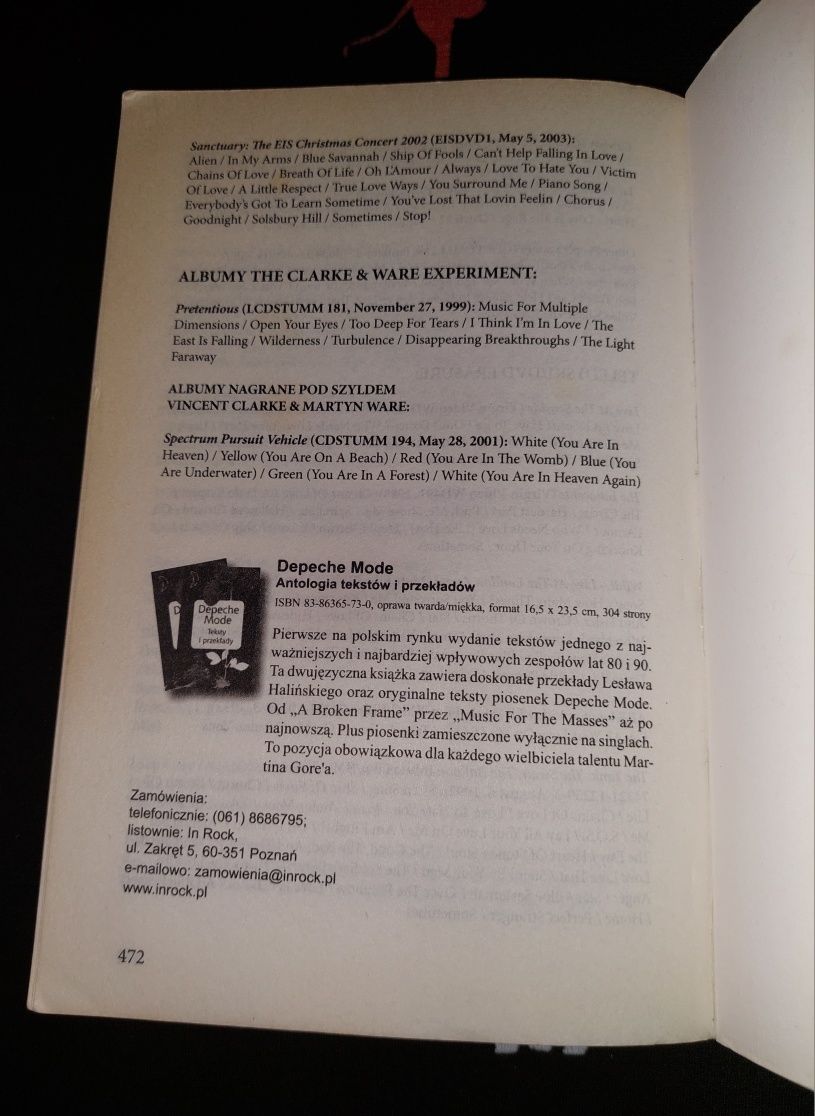 Sanctuary: The EIS Christmas Concert 2002 (EISDVD1, May 5, 2003):
Alien / In My Arms / Blue Savannah / Ship Of Fools / Can't Help Falling In Love /
Chains Of Love / Breath Of Life / Oh L'Amour / Always / Love To Hate You / Victim
Of Love / A Little Respect / True Love Ways / You Surround Me / Piano Song /
Everybody's Got To Learn Sometime / You've Lost That Lovin Feelin / Chorus /
Goodnight / Solsbury Hill / Sometimes / Stop!
ALBUMY THE CLARKE & WARE EXPERIMENT:
Pretentious (LCDSTUMM 181, November 27, 1999): Music For Multiple
Dimensions / Open Your Eyes / Too Deep For Tears / I Think I'm In Love / The
East Is Falling / Wilderness / Turbulence / Disappearing Breakthroughs / The Light
Faraway
ALBUMY NAGRANE POD SZYLDEM
VINCENT CLARKE & MARTYN WARE:
Spectrum Pursuit Vehicle (CDSTUMM 194, May 28, 2001): White (You Are In
Heaven) / Yellow (You Are On A Beach) / Red (You Are In The Womb) / Blue (You
Are Underwater) / Green (You Are In A Forest) / White (You Are In Heaven Again)
Depeche
Mode
Teksty
i przekłady
Depeche Mode
Antologia tekstów i przekładów
ISBN 83-86365-73-0, oprawa twarda/miękka, format 16,5 x 23,5 cm, 304 strony
Pierwsze na polskim rynku wydanie tekstów jednego z naj-
ważniejszych i najbardziej wpływowych zespołów lat 80 i 90.
Ta dwujęzyczna książka zawiera doskonałe przekłady Lesława
Halińskiego oraz oryginalne teksty piosenek Depeche Mode.
Od „A Broken Frame” przez „Music For The Masses” aż po
najnowszą. Plus piosenki zamieszczone wyłącznie na singlach.
To pozycja obowiązkowa dla każdego wielbiciela talentu Mar-
tina Gore'a.
Zamówienia:
telefonicznie: (061) 8686795;
listownie: In Rock,
ul. Zakręt 5, 60-351 Poznań
e-mailowo: zamowienia@inrock.pl
www.inrock.pl
472